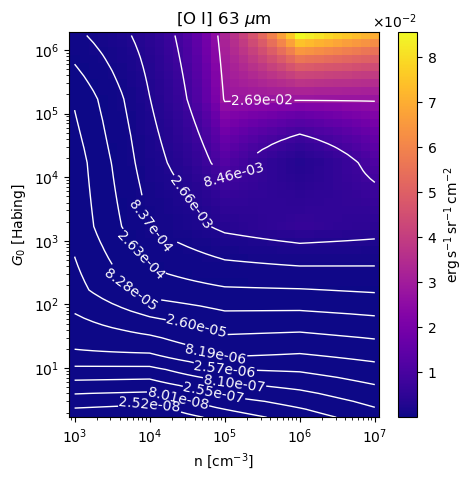 [O I] 63 μm
×10⁻²
10⁶
10⁵
10⁴
10³
10²
10¹
G₀ [Habing]
2.69e-02
8.46e-03
2.66e-03
8.37e-04
2.63e-04
8.28e-05
2.60e-05
8.19e-06
2.57e-06
8.10e-07
2.55e-07
8.01e-08
2.52e-08
10³ 10⁴ 10⁵ 10⁶ 10⁷
n [cm⁻³]
8
7
6
5
4
3
2
1
erg s⁻¹ sr⁻¹ cm⁻²